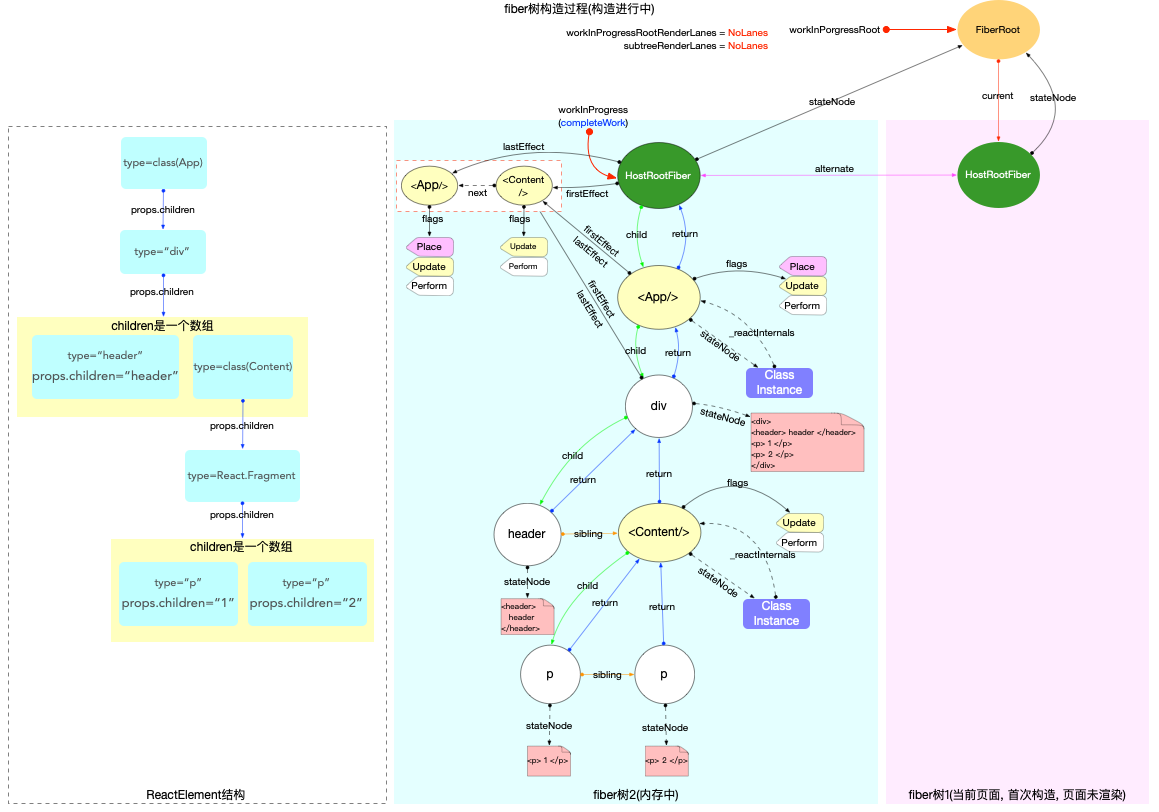 fiber树构造过程(构造进行中)
workInProgressRootRenderLanes = NoLanes
subtreeRenderLanes = NoLanes
workInPorgressRoot
FiberRoot
stateNode
current
stateNode
workInProgress
(completeWork)
lastEffect
HostRootFiber
alternate
HostRootFiber
<App/>
next
<Content
/>
firstEffect
flags
flags
Place
Update
Perform
Update
Perform
child
return
firstEffect
lastEffect
firstEffect
lastEffect
<App/>
flags
Place
Update
Perform
_reactInternals
stateNode
child
return
Class
Instance
div
stateNode
<div>
<header> header </header>
<p> 1 </p>
<p> 2 </p>
</div>
child
return
return
flags
header
sibling
<Content/>
Update
Perform
_reactInternals
stateNode
stateNode
child
return
return
<header>
header
</header>
Class
Instance
p
sibling
p
stateNode
stateNode
<p> 1 </p>
<p> 2 </p>
fiber树2(内存中)
fiber树1(当前页面, 首次构造, 页面未渲染)
type=class(App)
props.children
type=“div”
props.children
children是一个数组
type=“header”
props.children=“header”
type=class(Content)
props.children
type=React.Fragment
props.children
children是一个数组
type=“p”
props.children=“1”
type=“p”
props.children=“2”
ReactElement结构